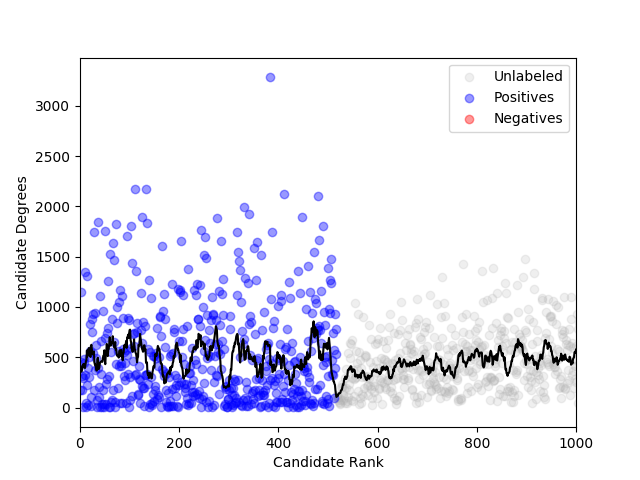 Unlabeled
Positives
Negatives
3000
2500
2000
1500
1000
500
0
Candidate Degrees
0 200 400 600 800 1000
Candidate Rank